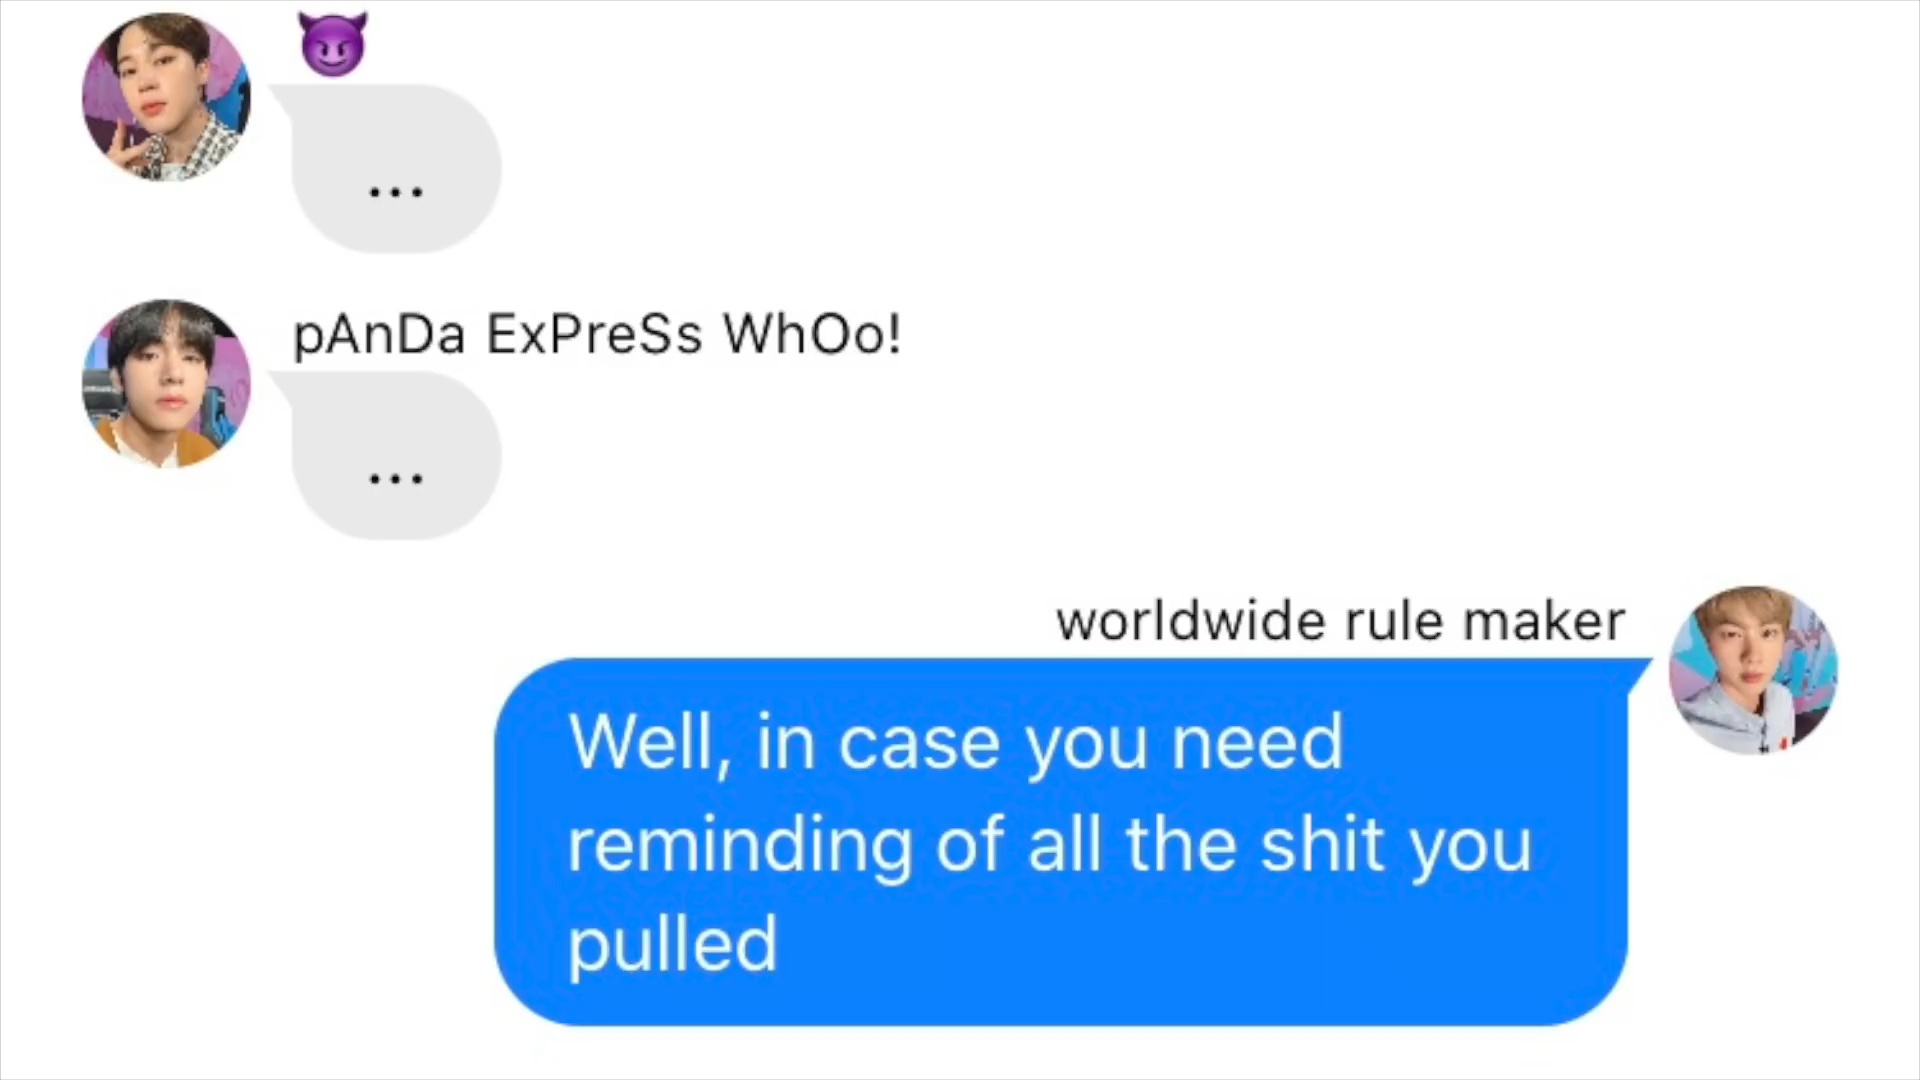 😈
...
pAnDa ExPreSs WhOo!
...
worldwide rule maker
Well, in case you need
reminding of all the shit you
pulled